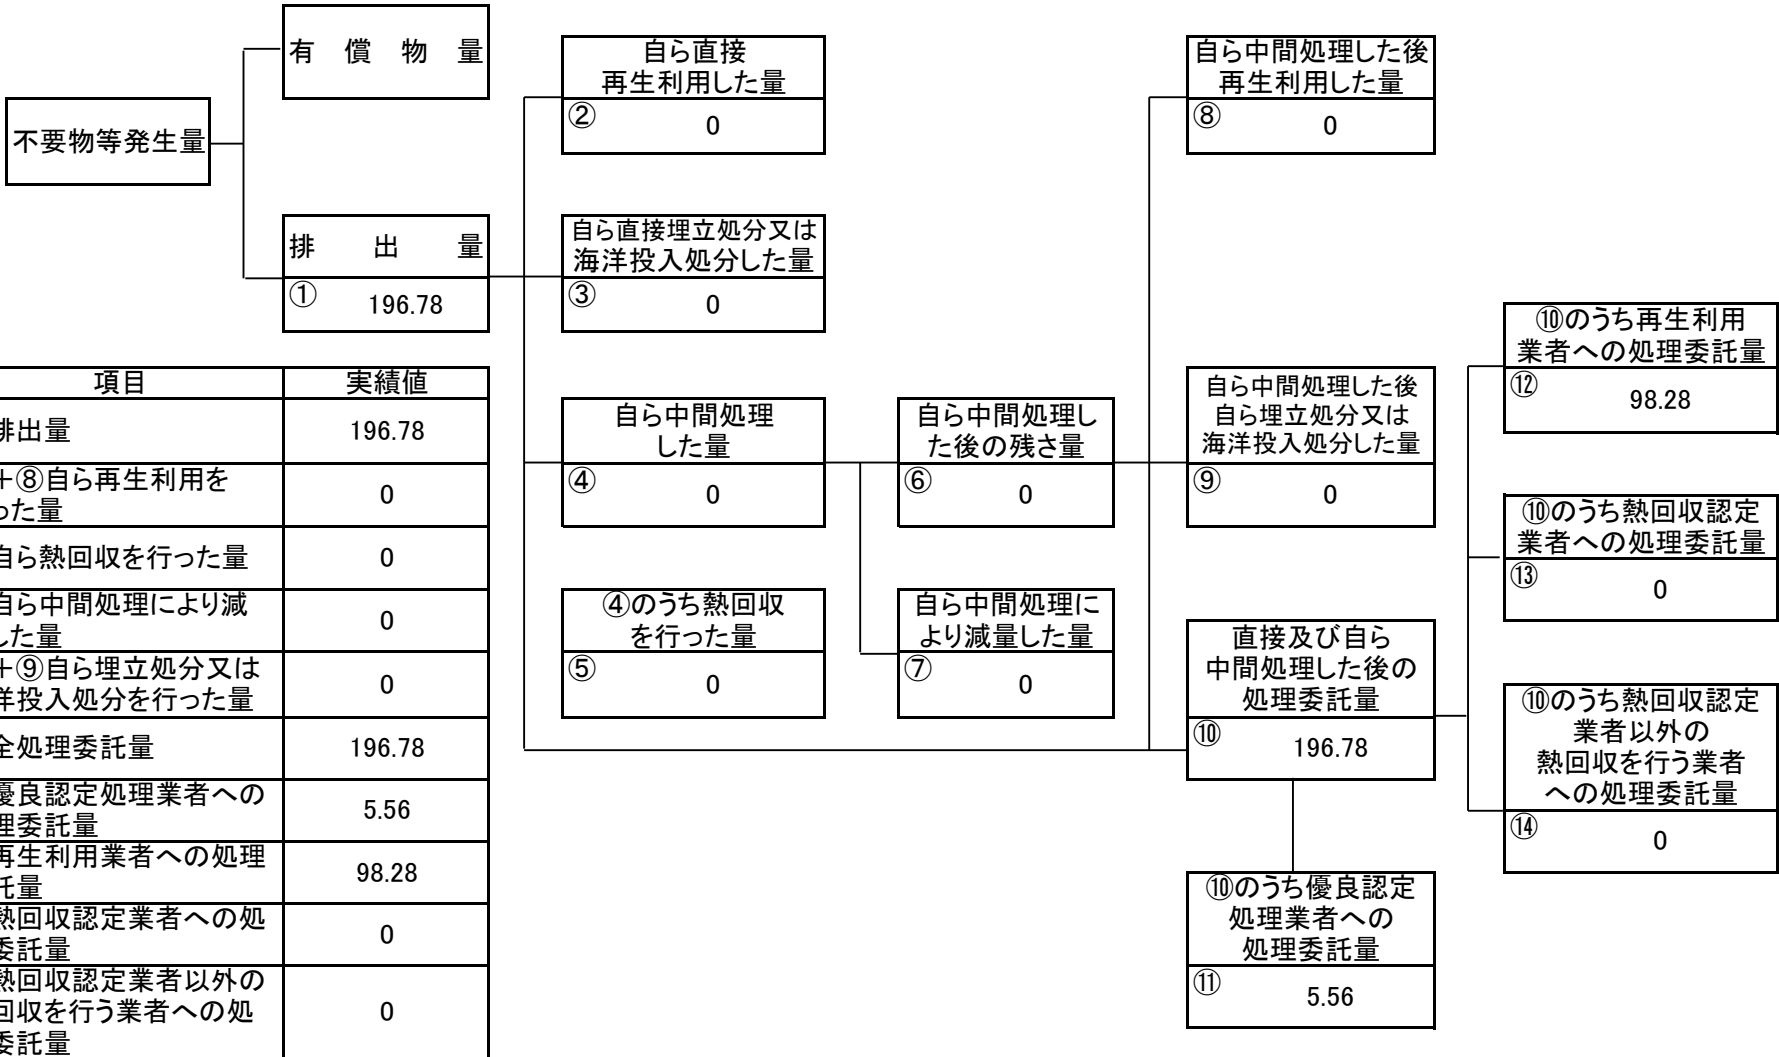 有償物量
不要物等発生量
排出量
① 196.78
自ら直接
再生利用した量
② 0
自ら直接埋立処分又は
海洋投入処分した量
③ 0
自ら中間処理
した量
④ 0
④のうち熱回収
を行った量
⑤ 0
自ら中間処理し
た後の残さ量
⑥ 0
自ら中間処理に
より減量した量
⑦ 0
自ら中間処理した後
再生利用した量
⑧ 0
自ら中間処理した後
自ら埋立処分又は
海洋投入処分した量
⑨ 0
直接及び自ら
中間処理した後の
処理委託量
⑩ 196.78
⑩のうち優良認定
処理業者への
処理委託量
⑪ 5.56
⑩のうち再生利用
業者への処理委託量
⑫ 98.28
⑩のうち熱回収認定
業者への処理委託量
⑬ 0
⑩のうち熱回収認定
業者以外の
熱回収を行う業者
への処理委託量
⑭ 0
項目 実績値
排出量 196.78
+⑧自ら再生利用を
った量 0
自ら熱回収を行った量 0
自ら中間処理により減
した量 0
+⑨自ら埋立処分又は
洋投入処分を行った量 0
全処理委託量 196.78
優良認定処理業者への
理委託量 5.56
再生利用業者への処理
託量 98.28
熱回収認定業者への処
委託量 0
熱回収認定業者以外の
回収を行う業者への処
委託量 0